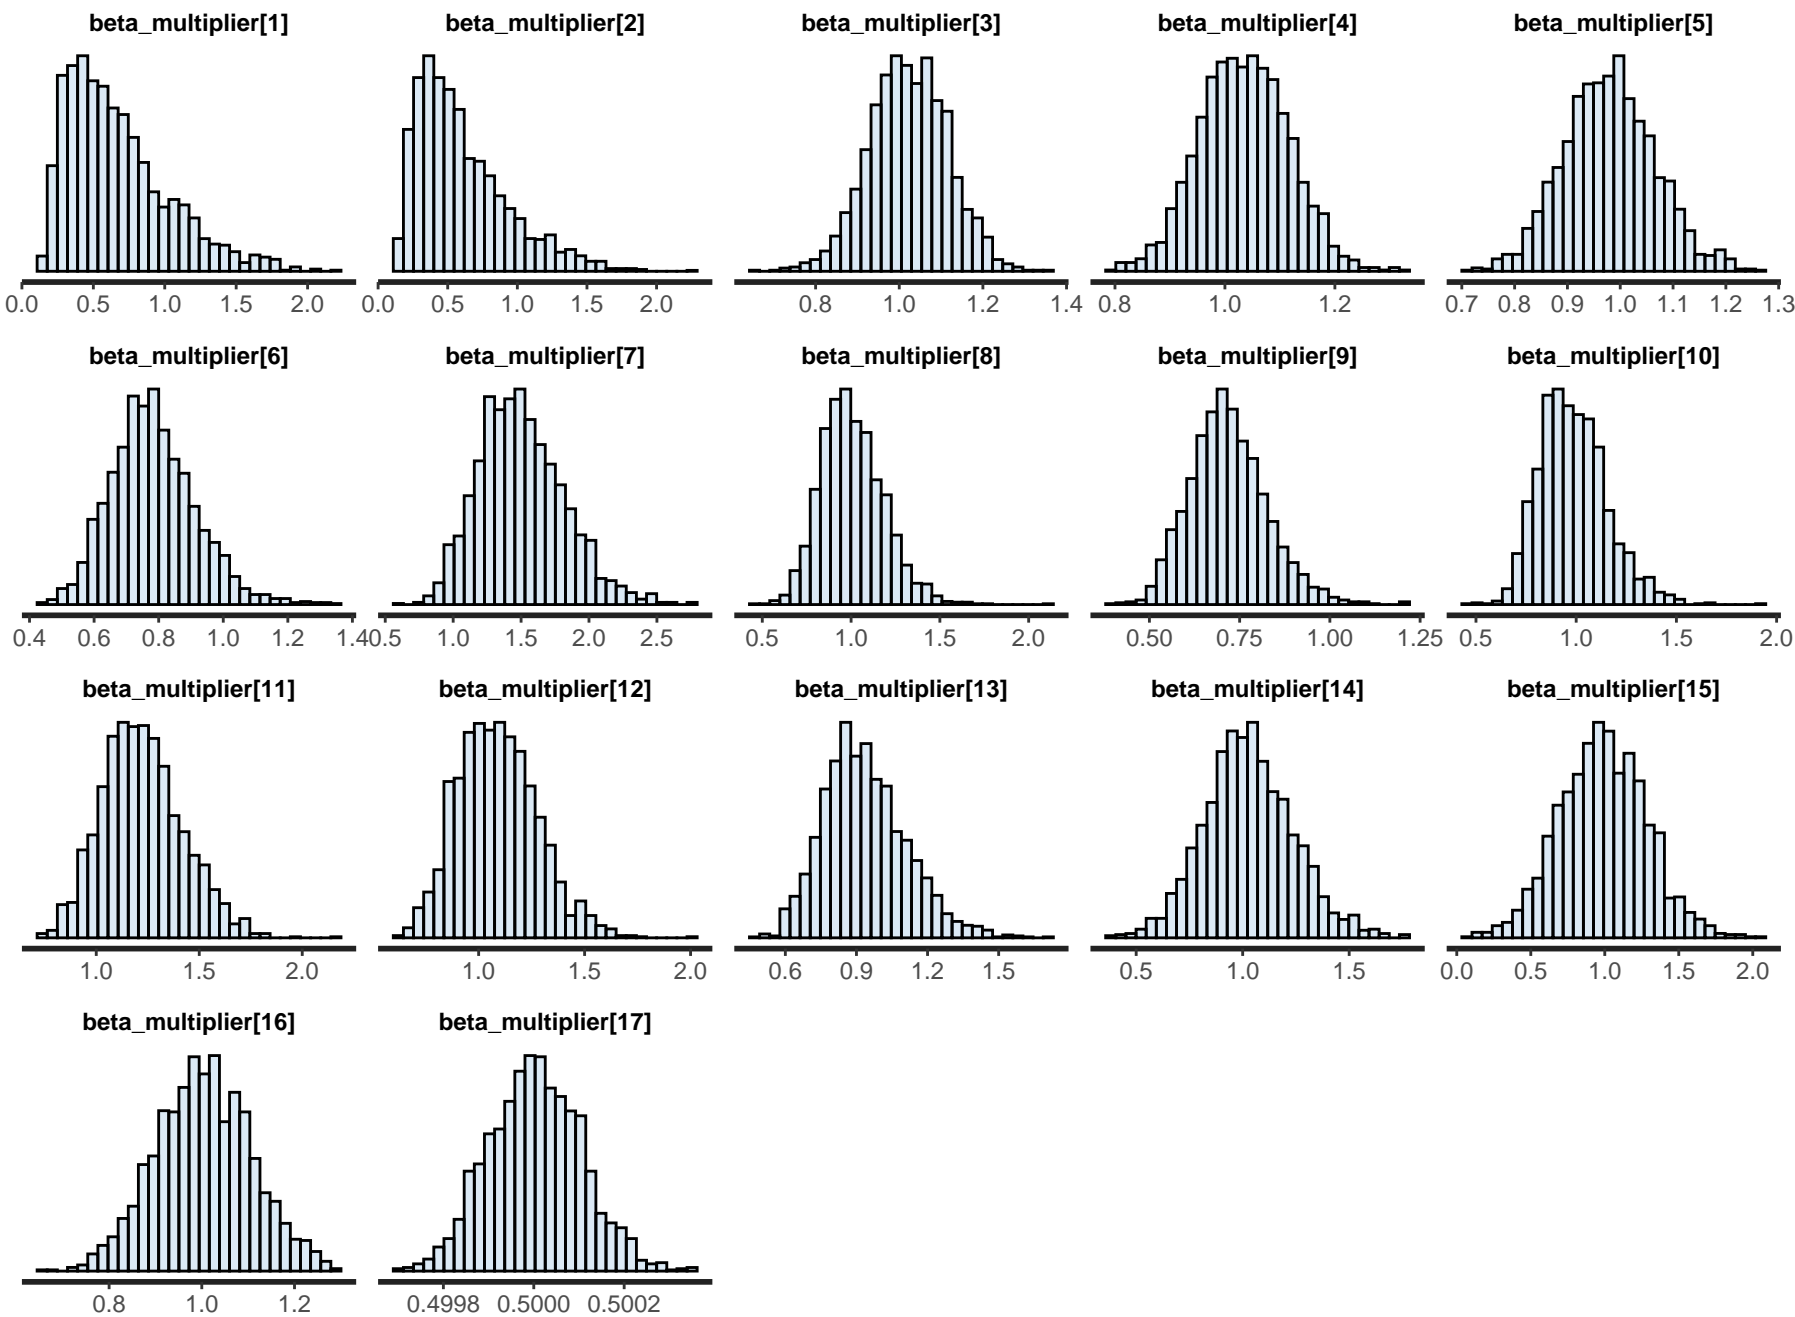 beta_multiplier[1] beta_multiplier[2] beta_multiplier[3] beta_multiplier[4] beta_multiplier[5]
0.0 0.5 1.0 1.5 2.0 0.0 0.5 1.0 1.5 2.0 0.8 1.0 1.2 1.4 0.8 1.0 1.2 0.7 0.8 0.9 1.0 1.1 1.2 1.3
beta_multiplier[6] beta_multiplier[7] beta_multiplier[8] beta_multiplier[9] beta_multiplier[10]
0.4 0.6 0.8 1.0 1.2 1.4 0.5 1.0 1.5 2.0 2.5 0.5 1.0 1.5 2.0 0.50 0.75 1.00 1.25 0.5 1.0 1.5 2.0
beta_multiplier[11] beta_multiplier[12] beta_multiplier[13] beta_multiplier[14] beta_multiplier[15]
1.0 1.5 2.0 1.0 1.5 2.0 0.6 0.9 1.2 1.5 0.5 1.0 1.5 0.0 0.5 1.0 1.5 2.0
beta_multiplier[16] beta_multiplier[17]
0.8 1.0 1.2 0.4998 0.5000 0.5002